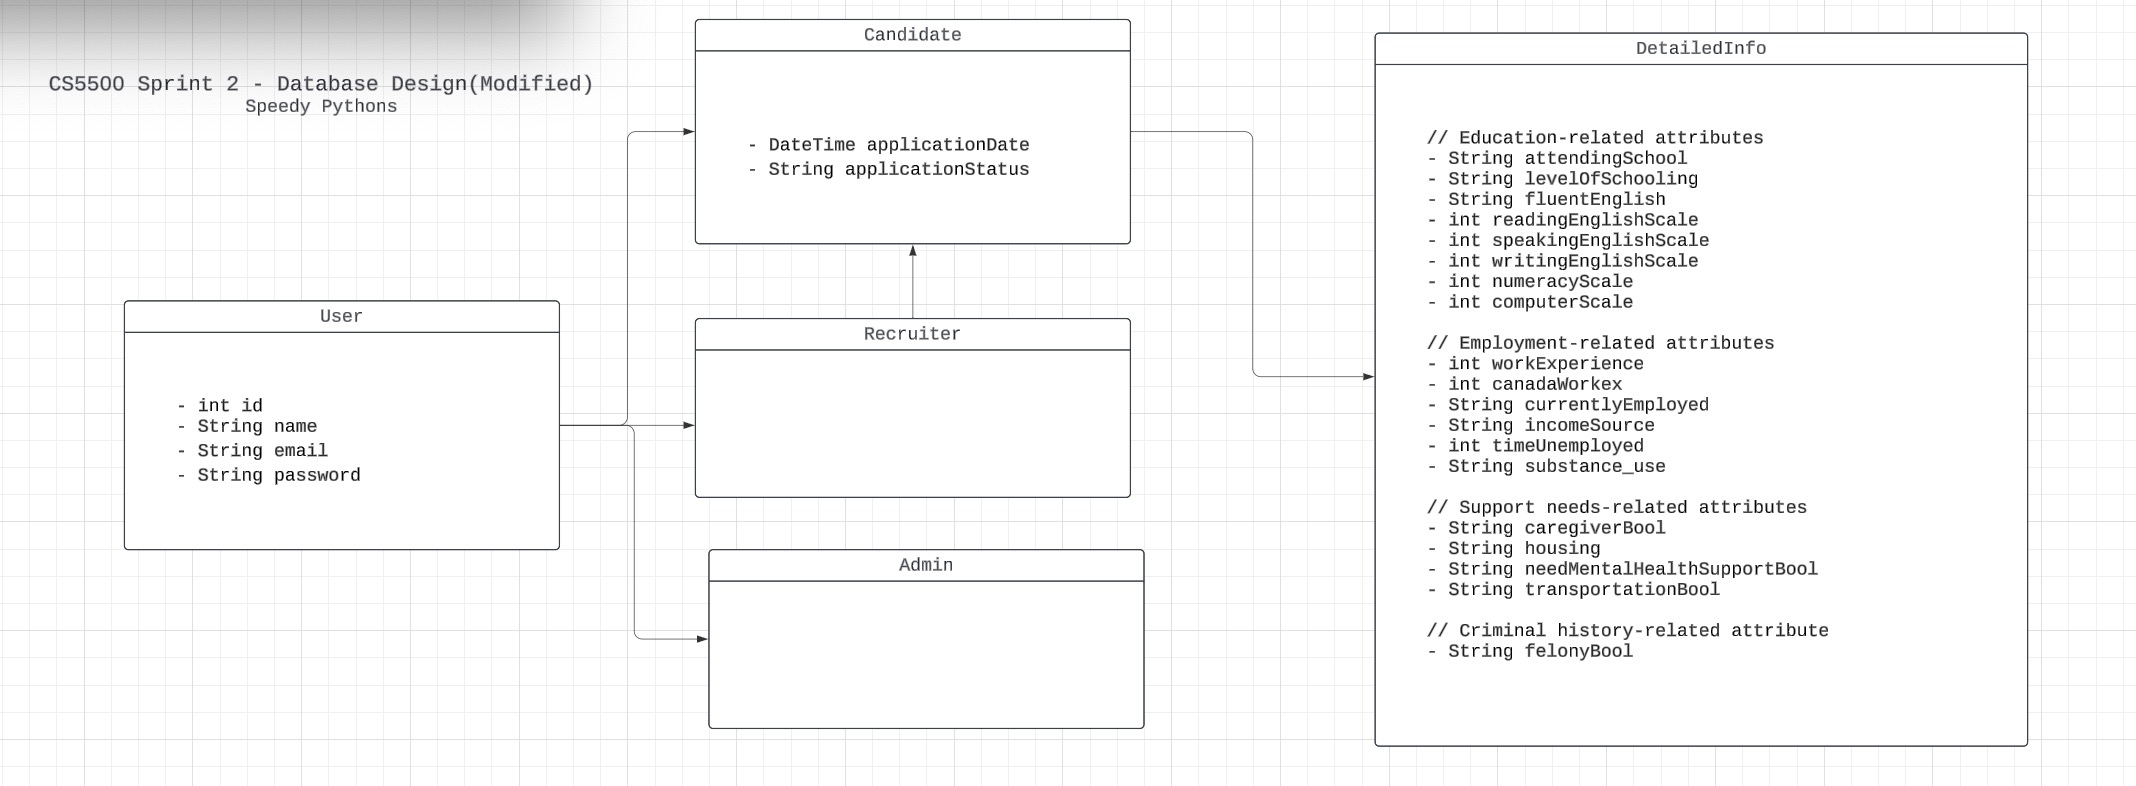 CS5500 Sprint 2 - Database Design(Modified)
Speedy Pythons
Candidate
- DateTime applicationDate
- String applicationStatus
User
- int id
- String name
- String email
- String password
Recruiter
Admin
DetailedInfo
// Education-related attributes
- String attendingSchool
- String levelOfSchooling
- String fluentEnglish
- int readingEnglishScale
- int speakingEnglishScale
- int writingEnglishScale
- int numeracyScale
- int computerScale
// Employment-related attributes
- int workExperience
- int canadaWorkex
- String currentlyEmployed
- String incomeSource
- int timeUnemployed
- String substance_use
// Support needs-related attributes
- String caregiverBool
- String housing
- String needMentalHealthSupportBool
- String transportationBool
// Criminal history-related attribute
- String felonyBool